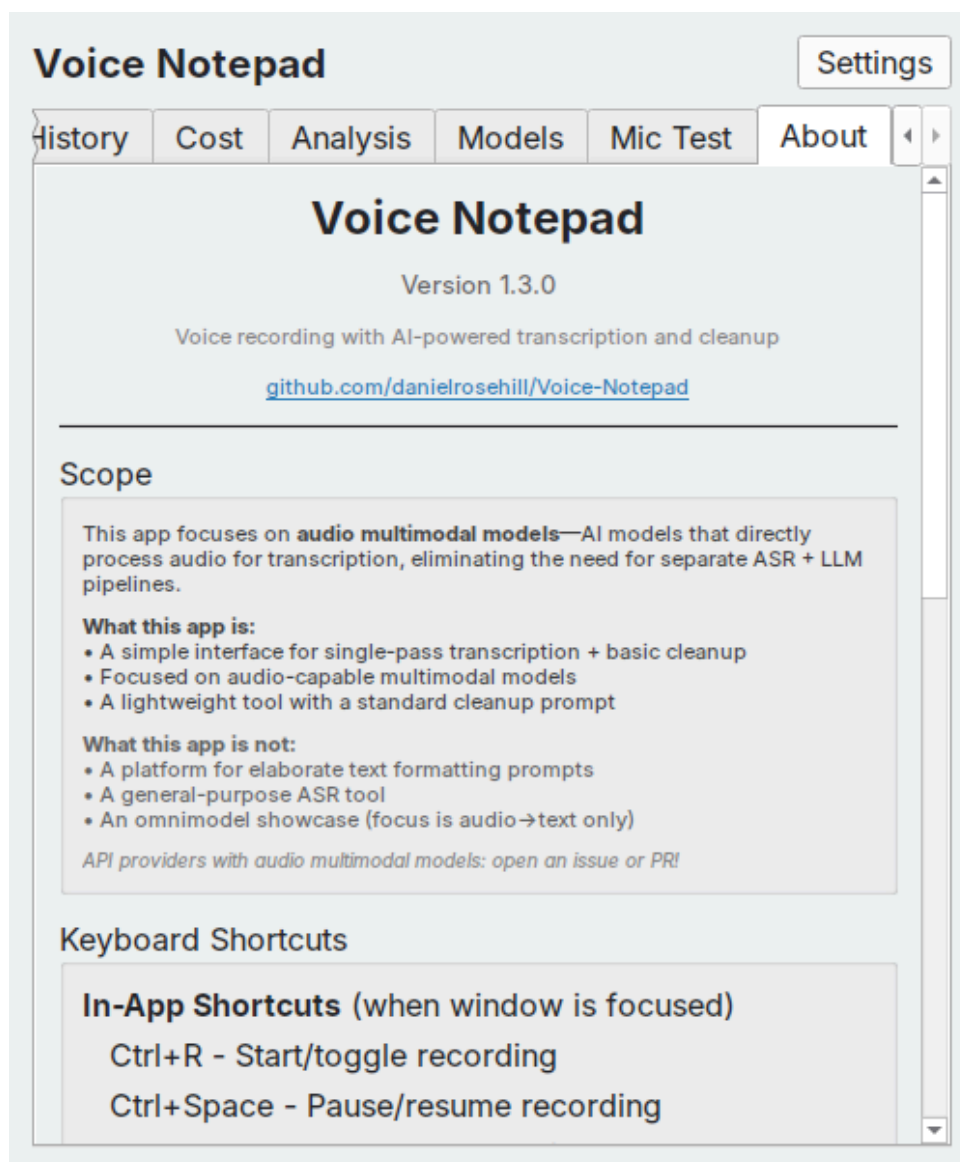 Voice Notepad
Settings
History
Cost
Analysis
Models
Mic Test
About
Voice Notepad
Version 1.3.0
Voice recording with AI-powered transcription and cleanup
github.com/danielrosehill/Voice-Notepad
Scope
This app focuses on audio multimodal models—AI models that directly
process audio for transcription, eliminating the need for separate ASR + LLM
pipelines.
What this app is:
• A simple interface for single-pass transcription + basic cleanup
• Focused on audio-capable multimodal models
• A lightweight tool with a standard cleanup prompt
What this app is not:
• A platform for elaborate text formatting prompts
• A general-purpose ASR tool
• An omnimodel showcase (focus is audio→text only)
API providers with audio multimodal models: open an issue or PR!
Keyboard Shortcuts
In-App Shortcuts (when window is focused)
Ctrl+R - Start/toggle recording
Ctrl+Space - Pause/resume recording